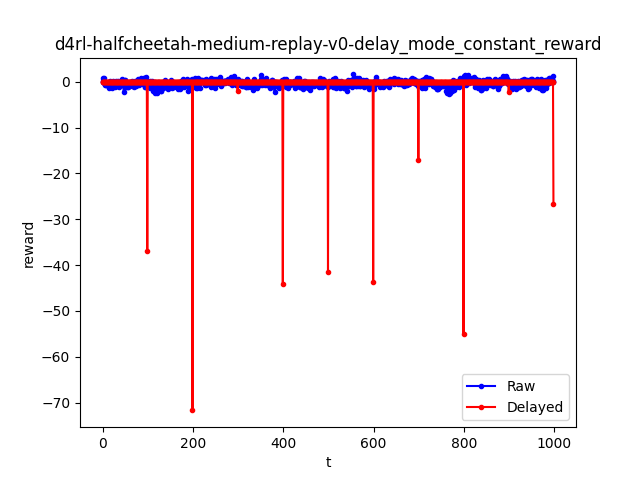 d4rl-halfcheetah-medium-replay-v0-delay_mode_constant_reward
0
−10
−20
−30
−40
−50
−60
−70
reward
0
200
400
600
800
1000
t
Raw
Delayed